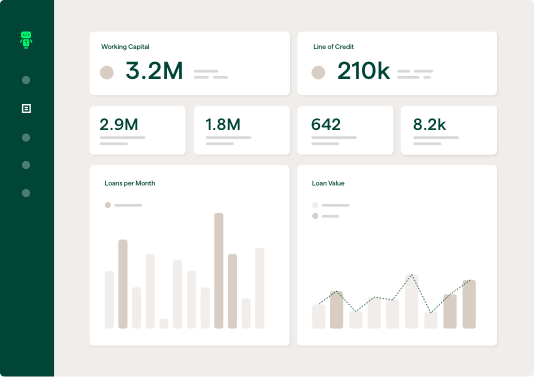 Working Capital
3.2M
Line of Credit
210k
2.9M
1.8M
642
8.2k
Loans per Month
Loan Value